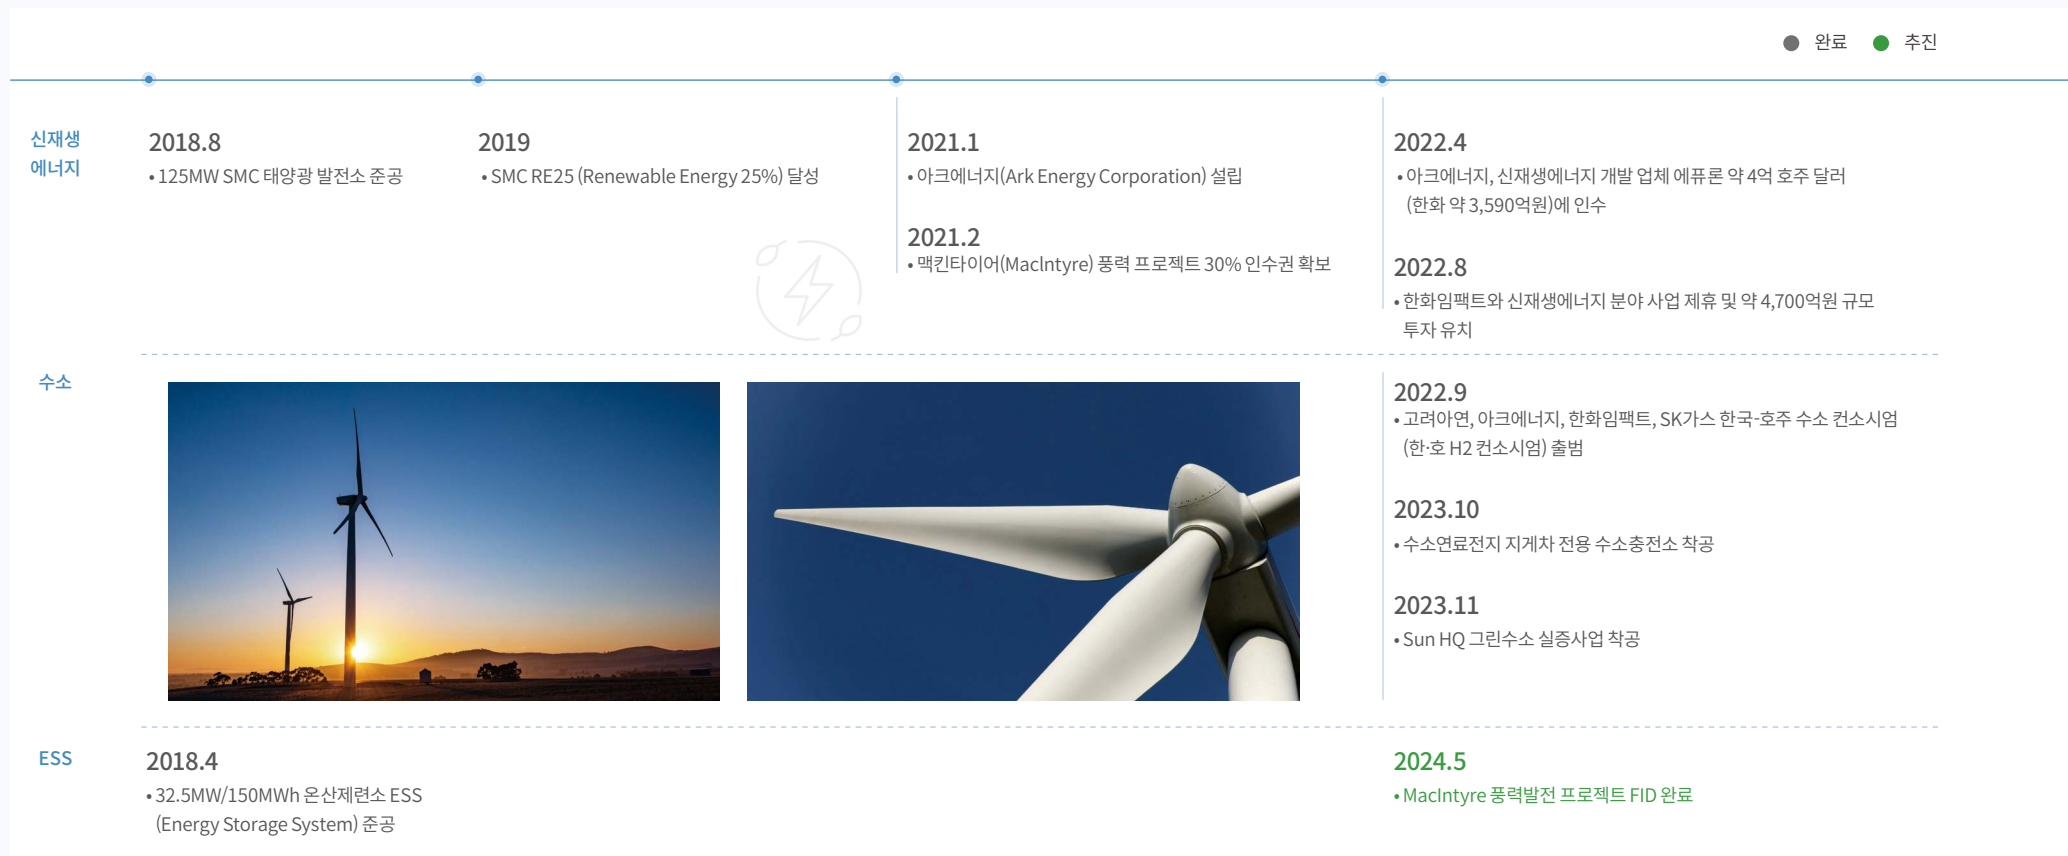 완료
추진
신재생
에너지
2018.8
• 125MW SMC 태양광 발전소 준공
2019
• SMC RE25 (Renewable Energy 25%) 달성
2021.1
• 아크에너지(Ark Energy Corporation) 설립
2021.2
• 맥킨타이어(Maclntyre) 풍력 프로젝트 30% 인수권 확보
2022.4
• 아크에너지, 신재생에너지 개발 업체 에퓨론 약 4억 호주 달러
(한화 약 3,590억원)에 인수
2022.8
• 한화임팩트와 신재생에너지 분야 사업 제휴 및 약 4,700억원 규모
투자 유치
수소
2022.9
• 고려아연, 아크에너지, 한화임팩트, SK가스 한국-호주 수소 컨소시엄
(한·호 H2 컨소시엄) 출범
2023.10
• 수소연료전지 지게차 전용 수소충전소 착공
2023.11
• Sun HQ 그린수소 실증사업 착공
ESS
2018.4
• 32.5MW/150MWh 온산제련소 ESS
(Energy Storage System) 준공
2024.5
• MacIntyre 풍력발전 프로젝트 FID 완료